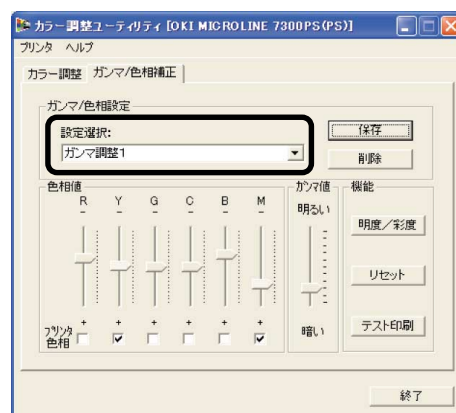 カラー調整ユーティリティ [OKI MICROLINE 7300PS(PS)]
プリンタ ヘルプ
カラー調整 ガンマ/色相補正
ガンマ/色相設定
設定選択:
ガンマ調整1
保存
削除
色相値
R Y G C B M
- - - - - -
+ + + + + +
プリンタ
色相
ガンマ値
明るい
暗い
機能
明度/彩度
リセット
テスト印刷
終了